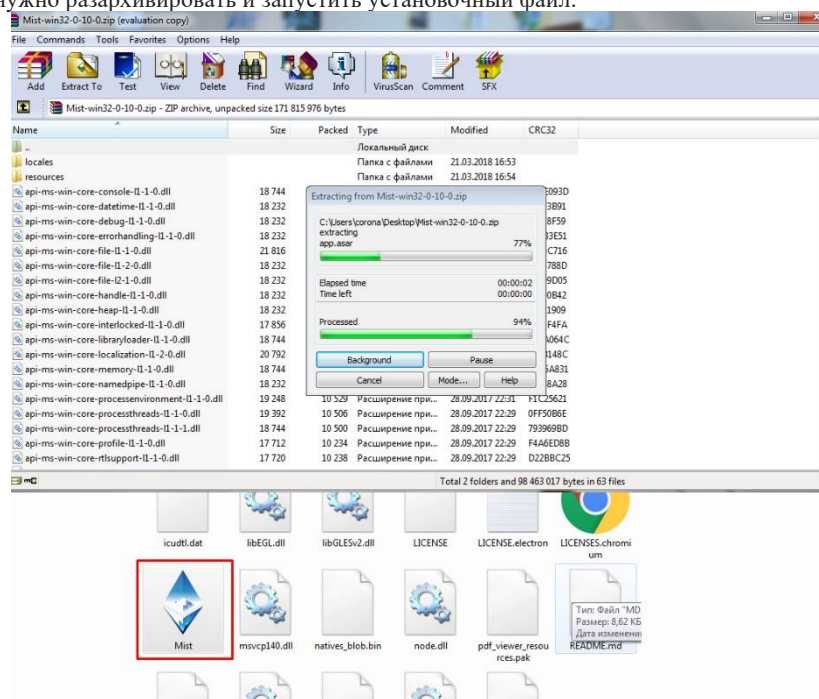 нужно разархивировать и запустить установочный файл.
Mist-win32-0-10-0.zip (evaluation copy)
File Commands Tools Favorites Options Help
Add Extract To Test View Delete Find Wizard Info VirusScan Comment SFX
Mist-win32-0-10-0.zip - ZIP archive, unpacked size 171 815 976 bytes
Name Size Packed Type Modified CRC32
.. Локальный диск
locales Папка с файлами 21.03.2018 16:53
resources Папка с файлами 21.03.2018 16:54
api-ms-win-core-console-l1-1-0.dll 18 744
api-ms-win-core-datetime-l1-1-0.dll 18 232
api-ms-win-core-debug-l1-1-0.dll 18 232
api-ms-win-core-errorhandling-l1-1-0.dll 18 232
api-ms-win-core-file-l1-1-0.dll 21 816
api-ms-win-core-file-l1-2-0.dll 18 232
api-ms-win-core-file-l2-1-0.dll 18 232
api-ms-win-core-handle-l1-1-0.dll 18 232
api-ms-win-core-heap-l1-1-0.dll 18 232
api-ms-win-core-interlocked-l1-1-0.dll 17 856
api-ms-win-core-libraryloader-l1-1-0.dll 18 744
api-ms-win-core-localization-l1-2-0.dll 20 792
api-ms-win-core-memory-l1-1-0.dll 18 744
api-ms-win-core-namedpipe-l1-1-0.dll 18 232
api-ms-win-core-processenvironment-l1-1-0.dll 19 248 10 529 Расширение при... 28.09.2017 22:31 F1C25621
api-ms-win-core-processthreads-l1-1-0.dll 19 392 10 506 Расширение при... 28.09.2017 22:29 0FF50B6E
api-ms-win-core-processthreads-l1-1-1.dll 18 744 10 500 Расширение при... 28.09.2017 22:29 793969BD
api-ms-win-core-profile-l1-1-0.dll 17 712 10 234 Расширение при... 28.09.2017 22:29 F4A6ED8B
api-ms-win-core-rtlsupport-l1-1-0.dll 17 720 10 238 Расширение при... 28.09.2017 22:29 D22BBC25
Extracting from Mist-win32-0-10-0.zip
C:\Users\corona\Desktop\Mist-win32-0-10-0.zip
extracting
app.asar 77%
Elapsed time 00:00:02
Time left 00:00:00
Processed 94%
Background Pause
Cancel Mode... Help
Total 2 folders and 98 463 017 bytes in 63 files
icudtl.dat libEGL.dll libGLESv2.dll LICENSE LICENSE.electron LICENSES.chromi
um
Mist msvcp140.dll natives_blob.bin node.dll pdf_viewer_resou
rces.pak
README.md
Тип: Файл "MD
Размер: 8,62 КБ
Дата изменени